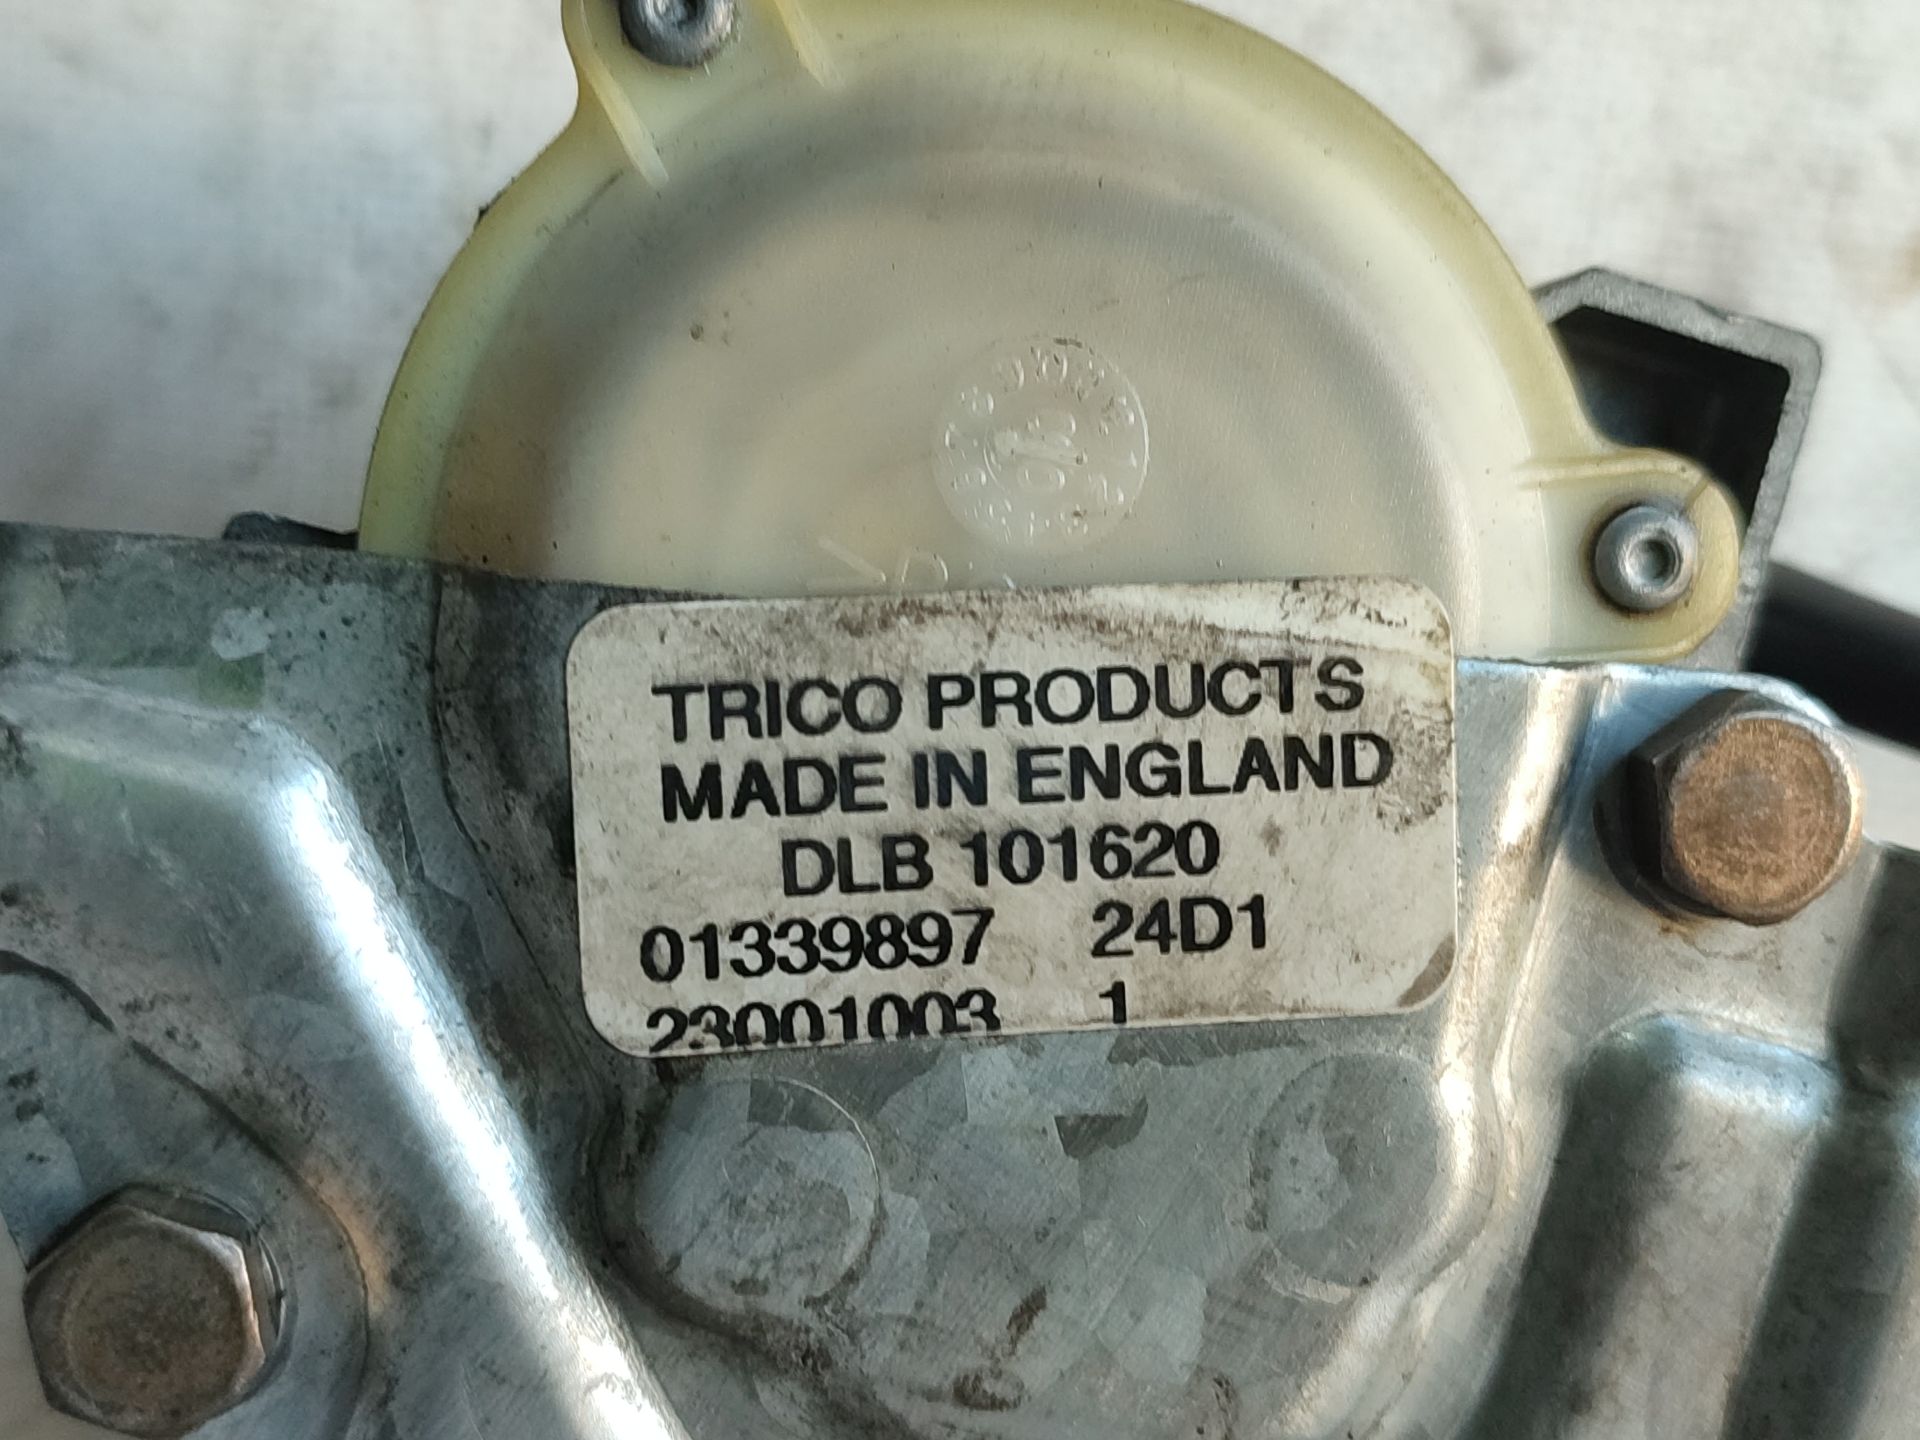 TRICO PRODUCTS
MADE IN ENGLAND
DLB 101620
01339897 24D1
23001003 1